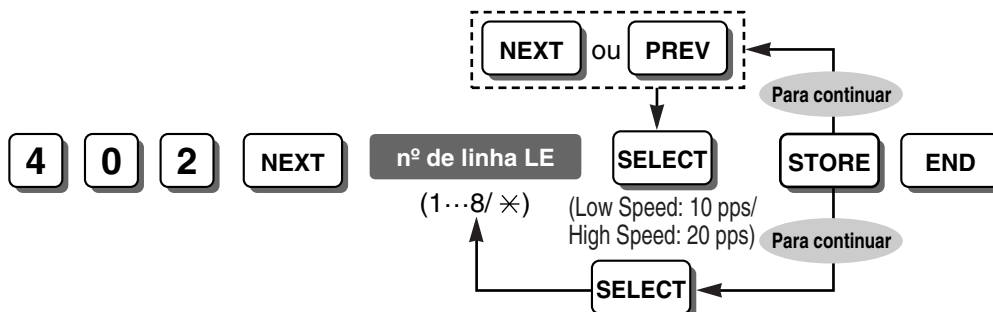 NEXT ou PREV
Para continuar
4 0 2 NEXT nº de linha LE SELECT STORE END
(1···8/ ✳)
(Low Speed: 10 pps/
High Speed: 20 pps)
Para continuar
SELECT